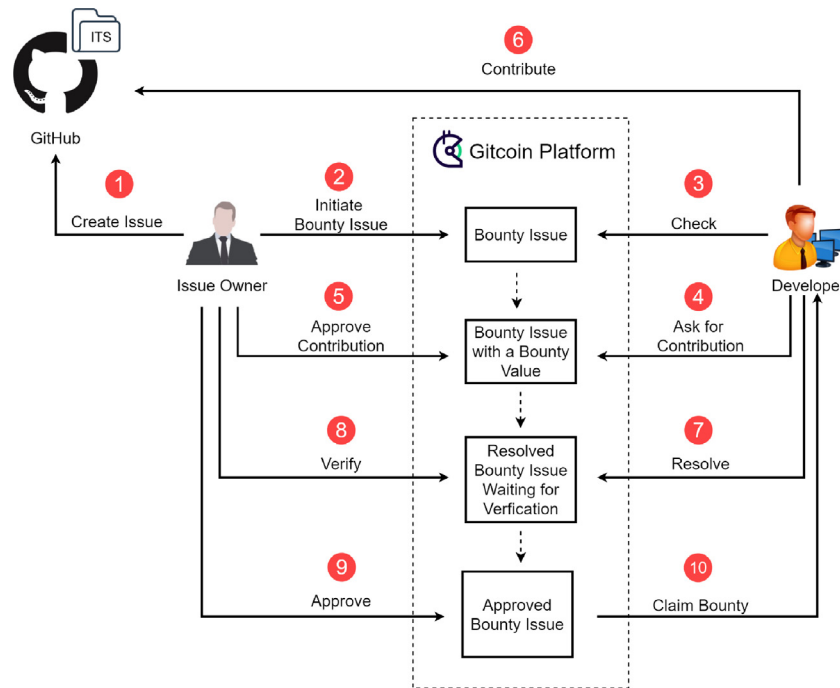 ITS
6
Contribute
GitHub
Gitcoin Platform
1
Create Issue
2
Initiate
Bounty Issue
3
Check
Bounty Issue
Issue Owner
Develope
5
Approve
Contribution
4
Ask for
Contribution
Bounty Issue
with a Bounty
Value
8
Verify
7
Resolve
Resolved
Bounty Issue
Waiting for
Verfication
9
Approve
10
Claim Bounty
Approved
Bounty Issue